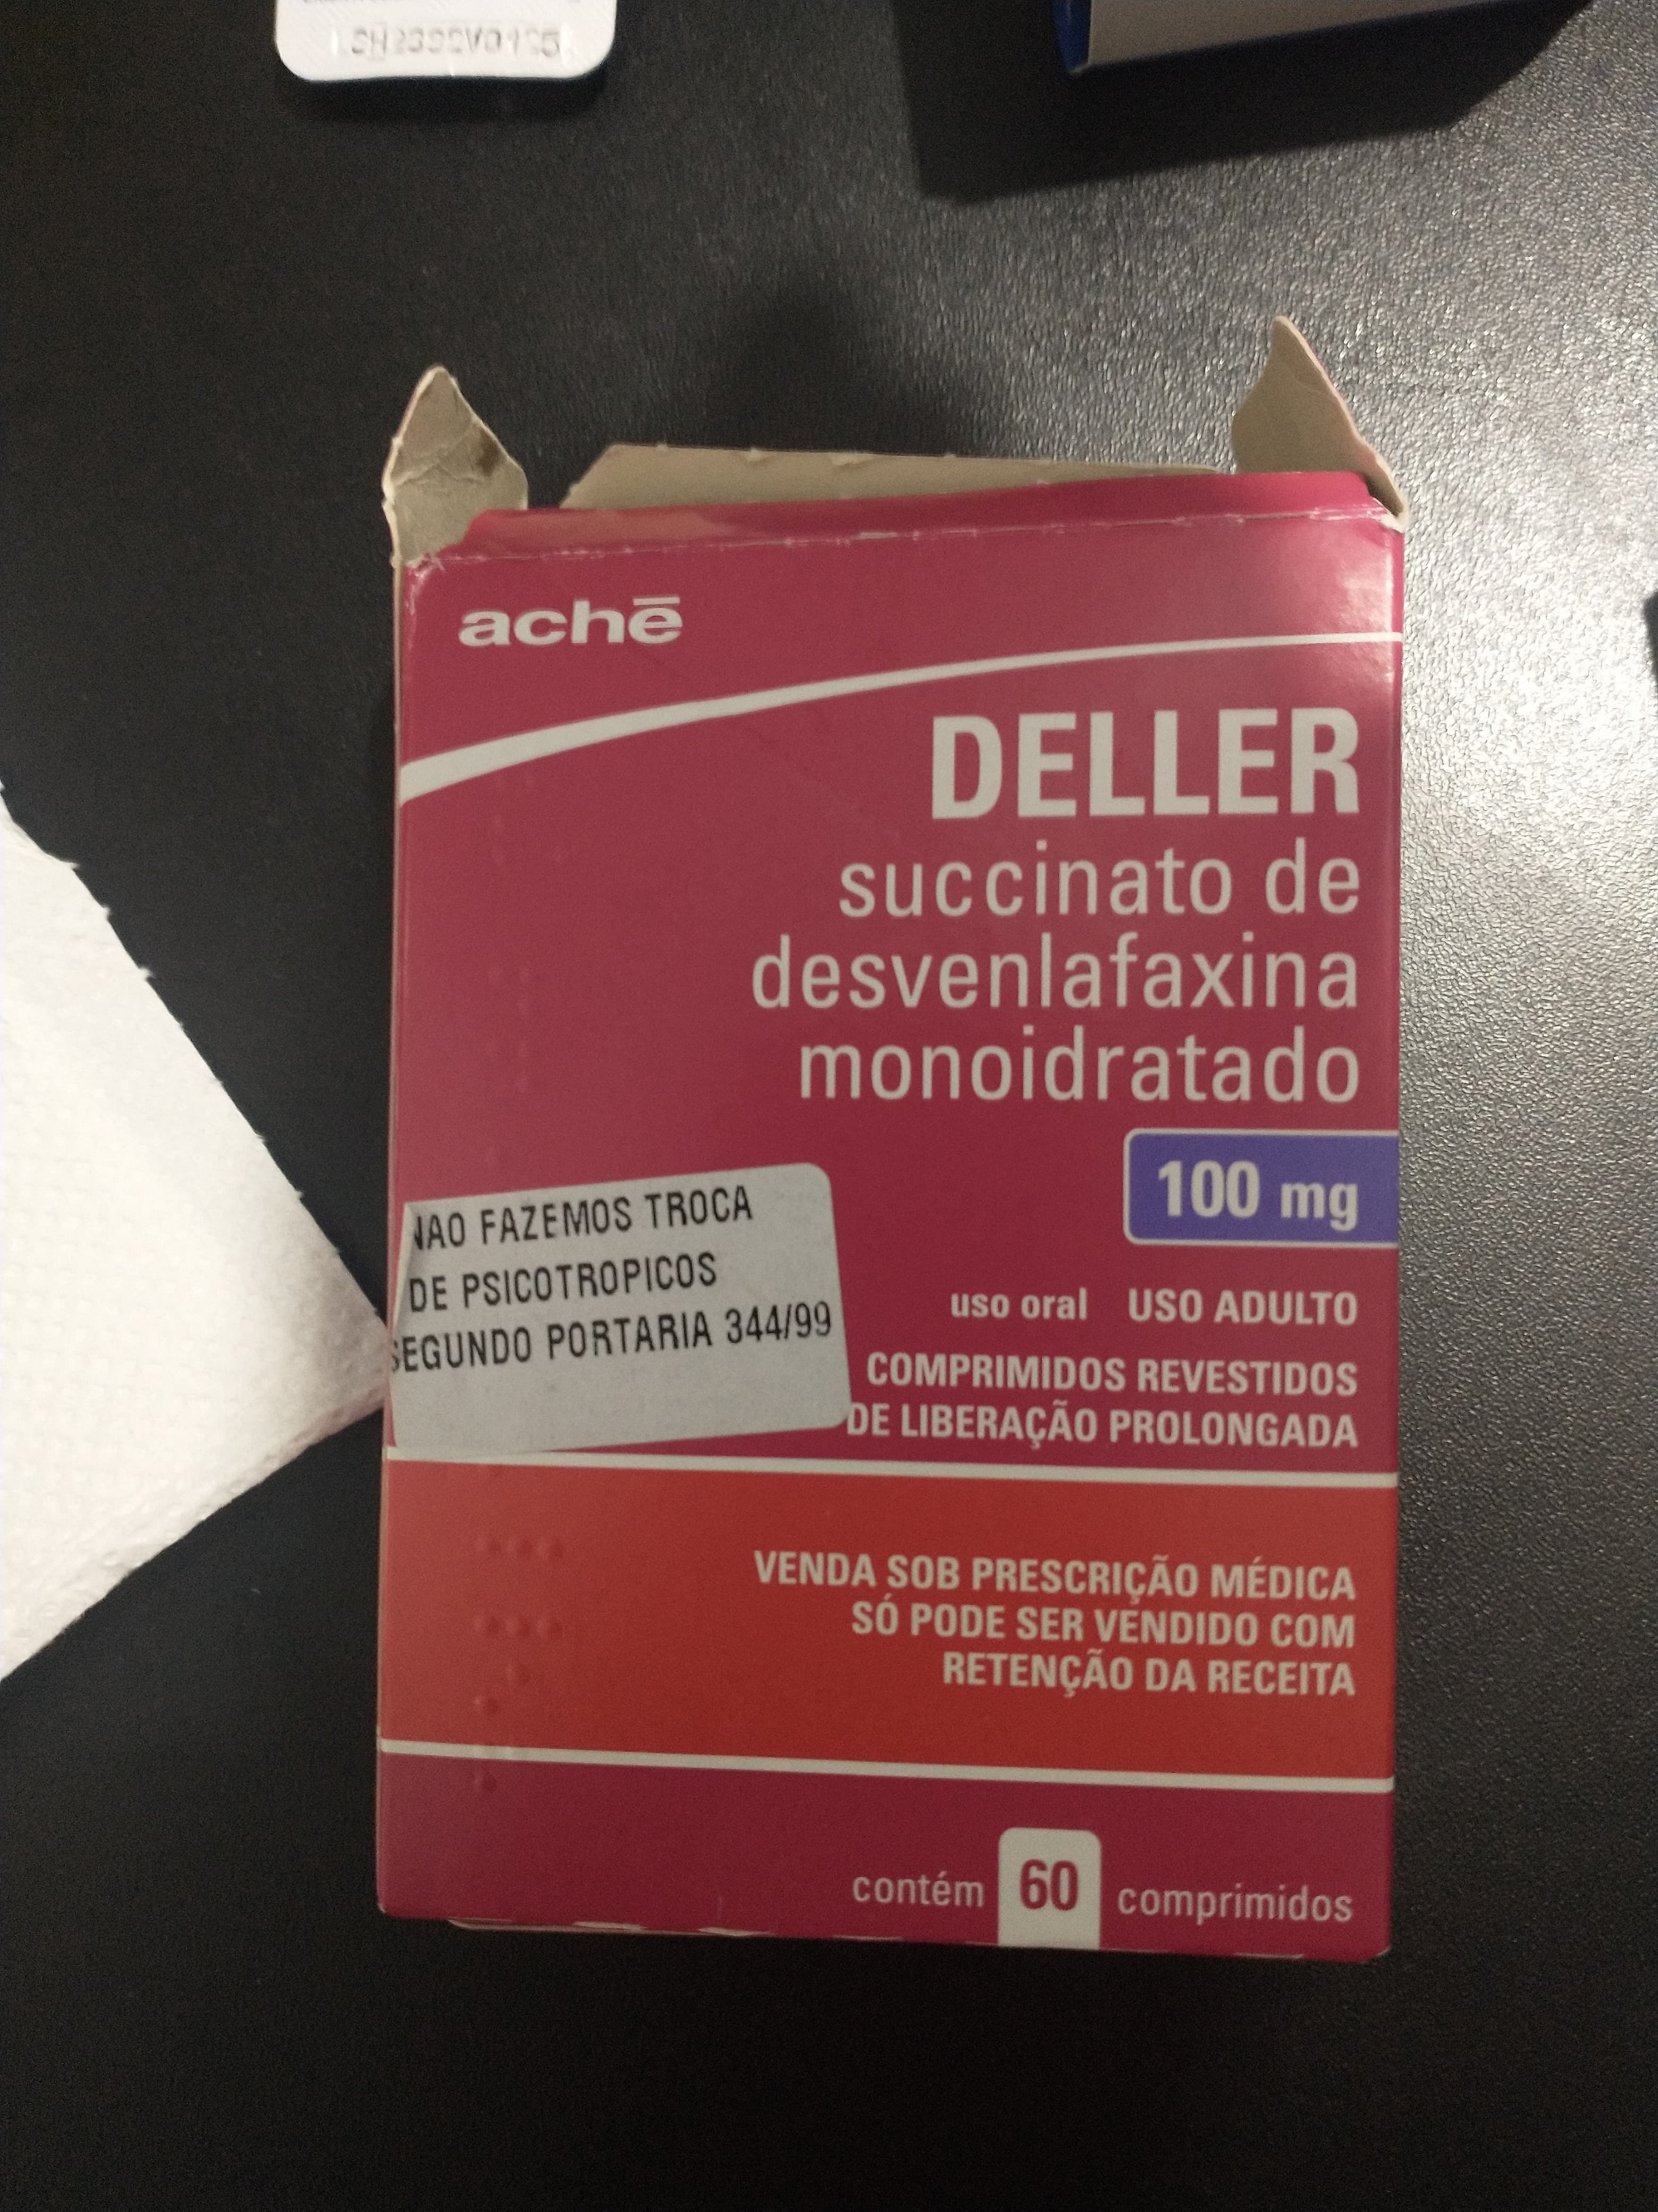 achē
DELLER
succinato de
desvenlafaxina
monoidratado
100 mg
NAO FAZEMOS TROCA
DE PSICOTROPICOS
SEGUNDO PORTARIA 344/99
uso oral USO ADULTO
COMPRIMIDOS REVESTIDOS
DE LIBERAÇÃO PROLONGADA
VENDA SOB PRESCRIÇÃO MÉDICA
SÓ PODE SER VENDIDO COM
RETENÇÃO DA RECEITA
contém 60 comprimidos